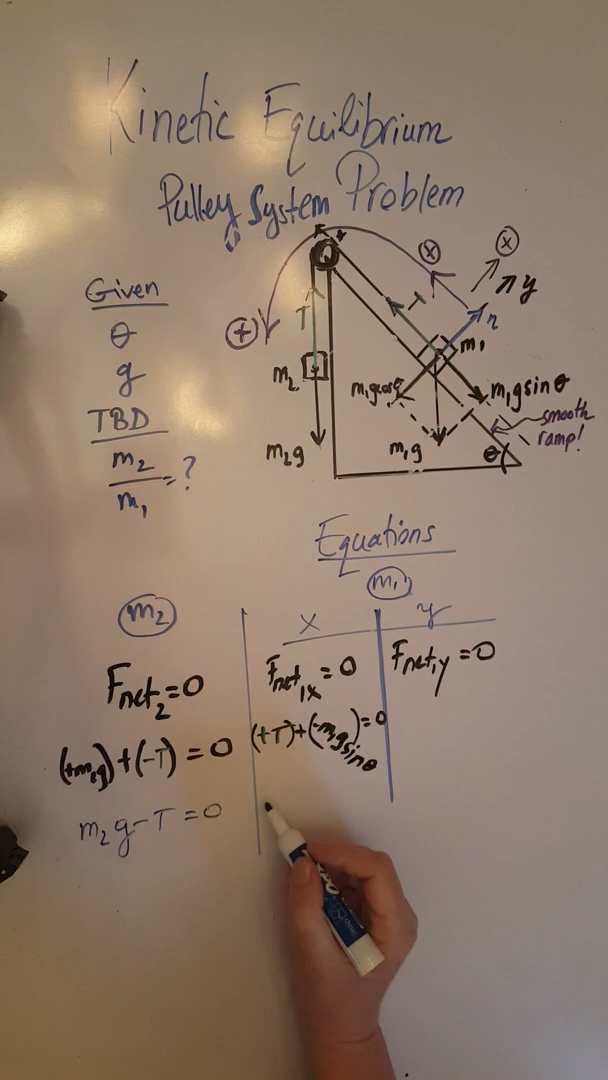 Kinetic Equilibrium
Pulley System Problem
Given
θ
g
TBD
m₂/m₁ = ?
T
m₂
m₂g
(+)
(+)
(+)
T
y
n
m₁
m₁gcosθ
m₁gsinθ
m₁g
smooth
ramp!
θ
Equations
m₂
m₁
x
y
Fnet₂ = 0
Fnet₁x = 0
Fnet₁y = 0
(+m₂g) + (-T) = 0
(+T) + (-m₁gsinθ) = 0
m₂g - T = 0
EXPO